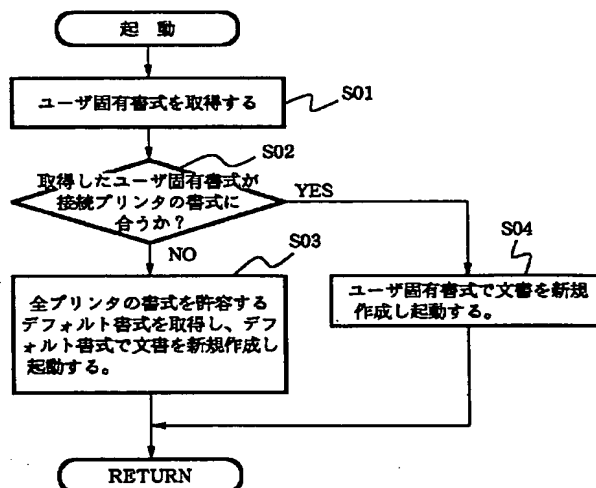 起 動
ユーザ固有書式を取得する
S01
S02
取得したユーザ固有書式が
接続プリンタの書式に
合うか?
YES
NO
S03
S04
全プリンタの書式を許容する
デフォルト書式を取得し、デフ
ォルト書式で文書を新規作成し
起動する。
ユーザ固有書式で文書を新規
作成し起動する。
RETURN